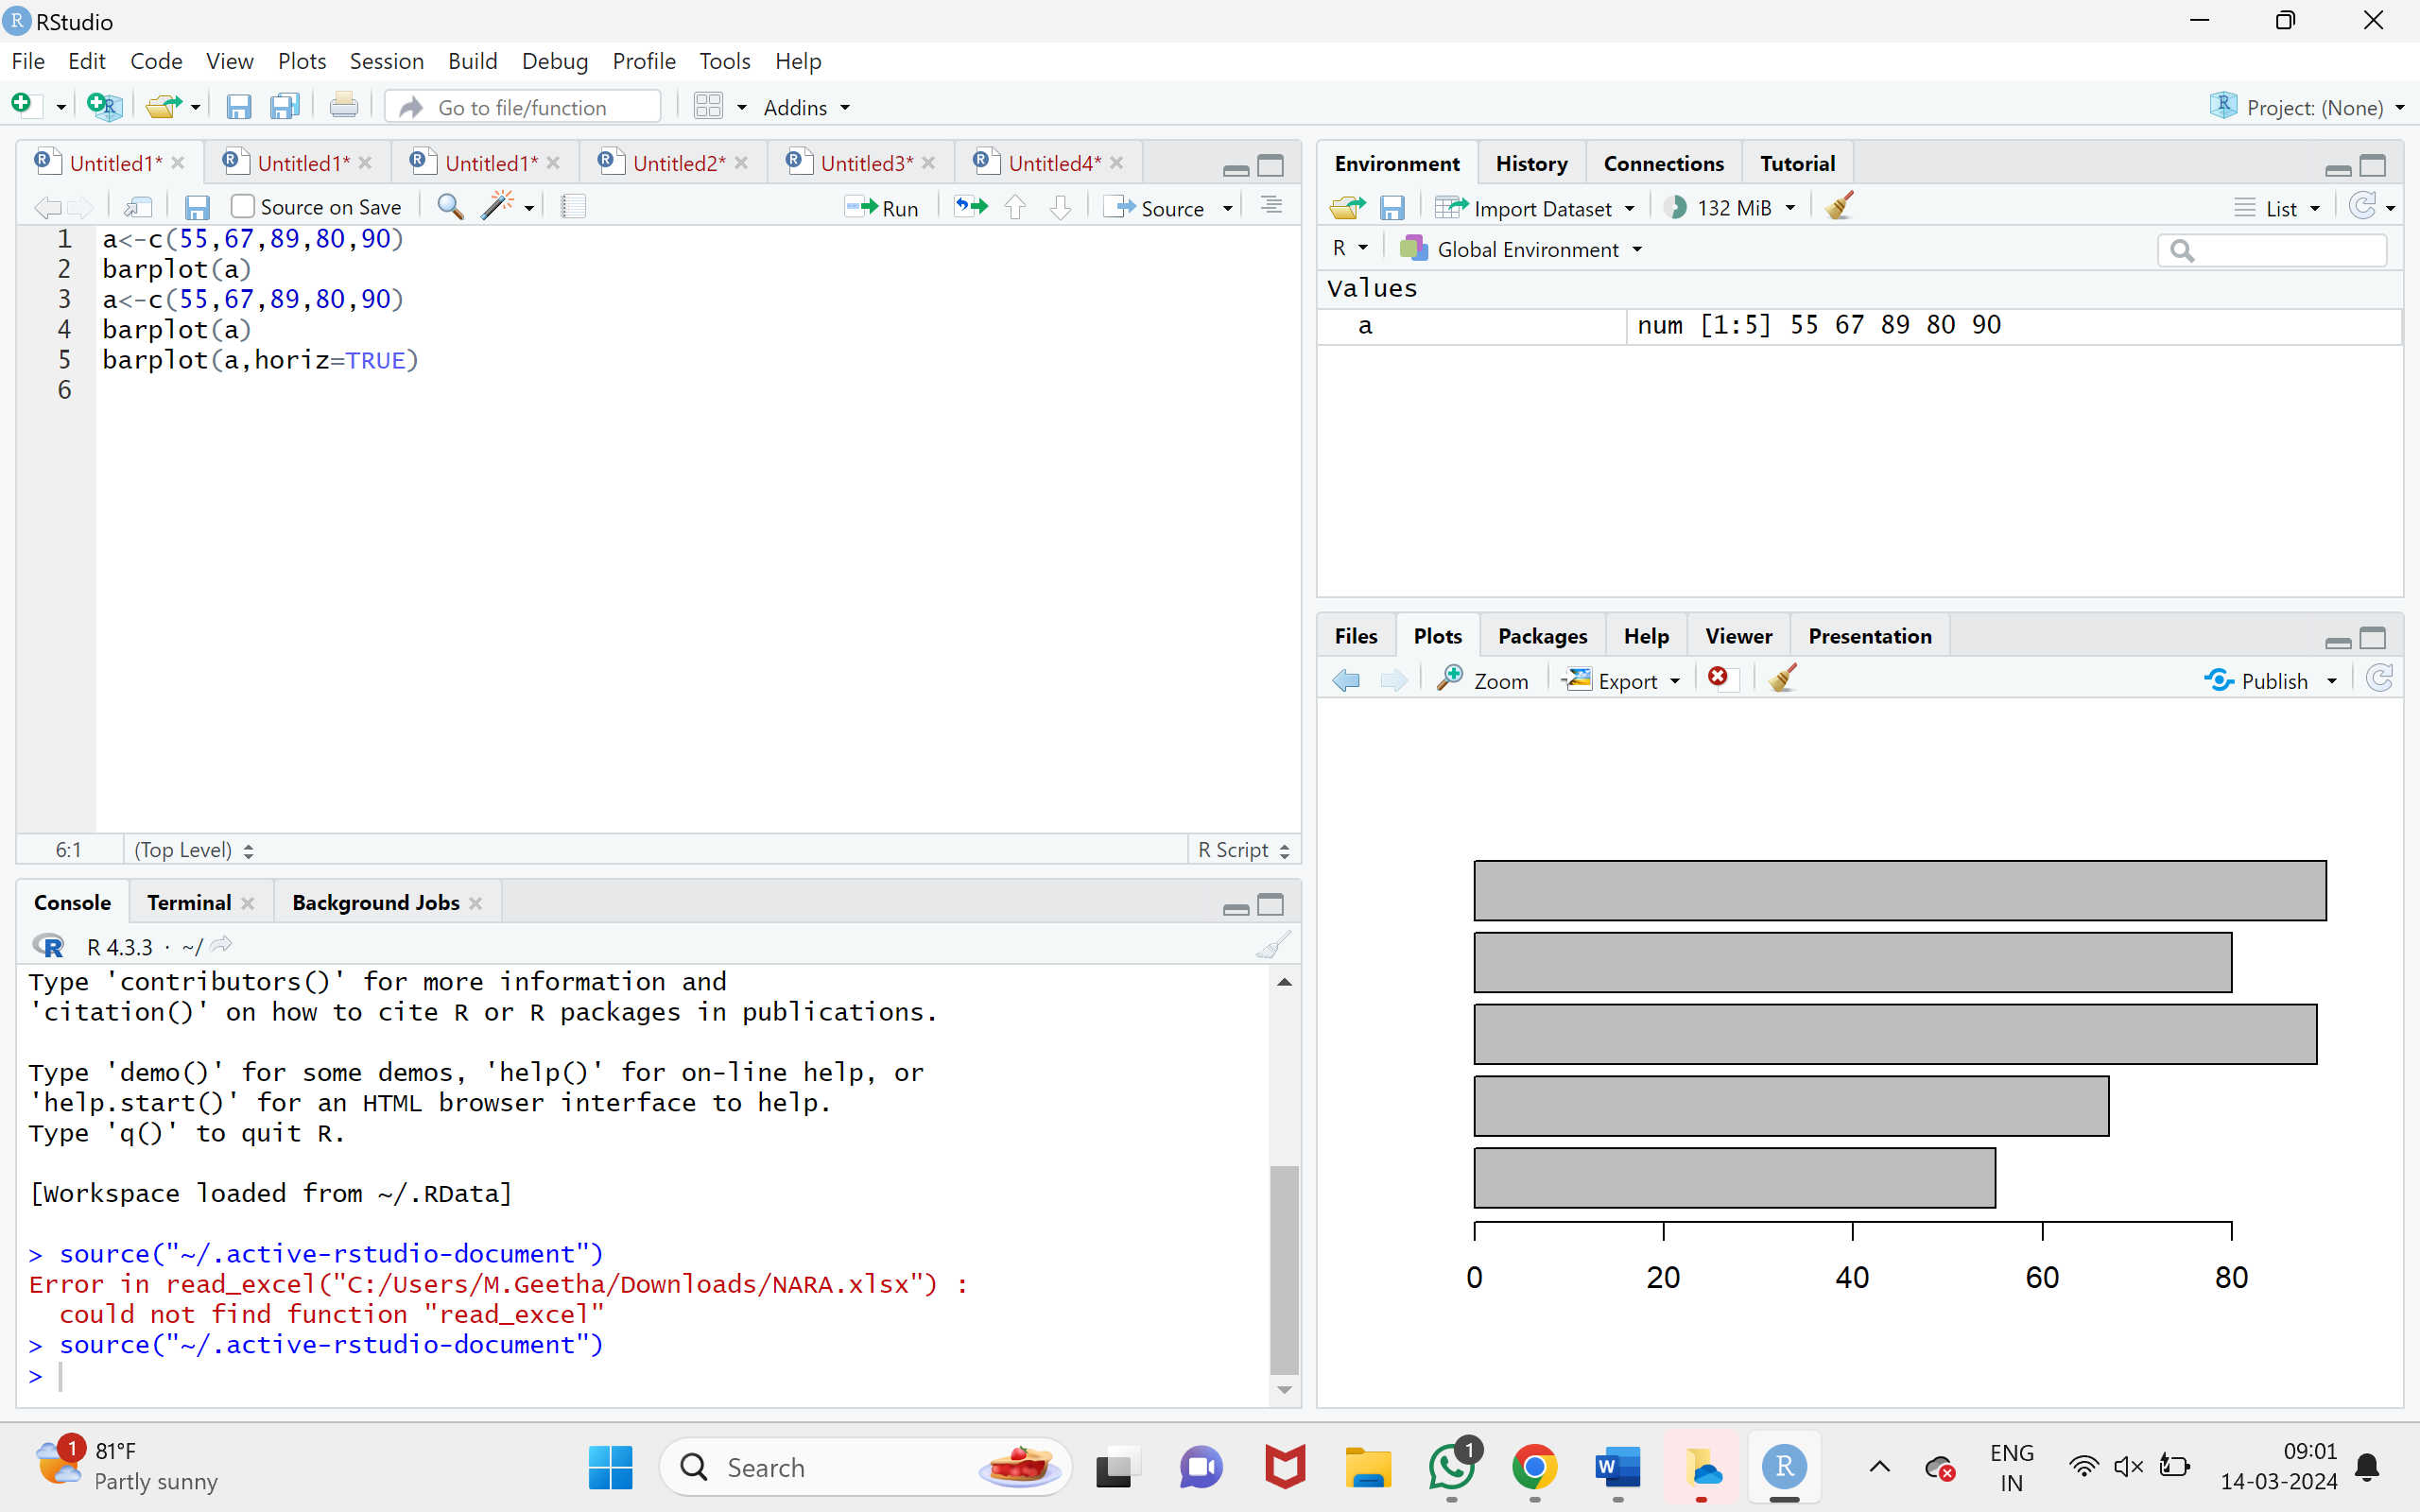 R RStudio
File Edit Code View Plots Session Build Debug Profile Tools Help
Go to file/function Addins Project: (None)
Untitled1* Untitled1* Untitled1* Untitled2* Untitled3* Untitled4*
Source on Save Run Source
1 a<-c(55,67,89,80,90)
2 barplot(a)
3 a<-c(55,67,89,80,90)
4 barplot(a)
5 barplot(a,horiz=TRUE)
6
6:1 (Top Level) R Script
Console Terminal Background Jobs
R 4.3.3 · ~/
Type 'contributors()' for more information and
'citation()' on how to cite R or R packages in publications.
Type 'demo()' for some demos, 'help()' for on-line help, or
'help.start()' for an HTML browser interface to help.
Type 'q()' to quit R.
[Workspace loaded from ~/.RData]
> source("~/.active-rstudio-document")
Error in read_excel("C:/Users/M.Geetha/Downloads/NARA.xlsx") :
could not find function "read_excel"
> source("~/.active-rstudio-document")
>
Environment History Connections Tutorial
Import Dataset 132 MiB List
R Global Environment
Values
a num [1:5] 55 67 89 80 90
Files Plots Packages Help Viewer Presentation
Zoom Export Publish
0 20 40 60 80
1 81°F
Partly sunny
Search
1
W
R
ENG
IN
09:01
14-03-2024